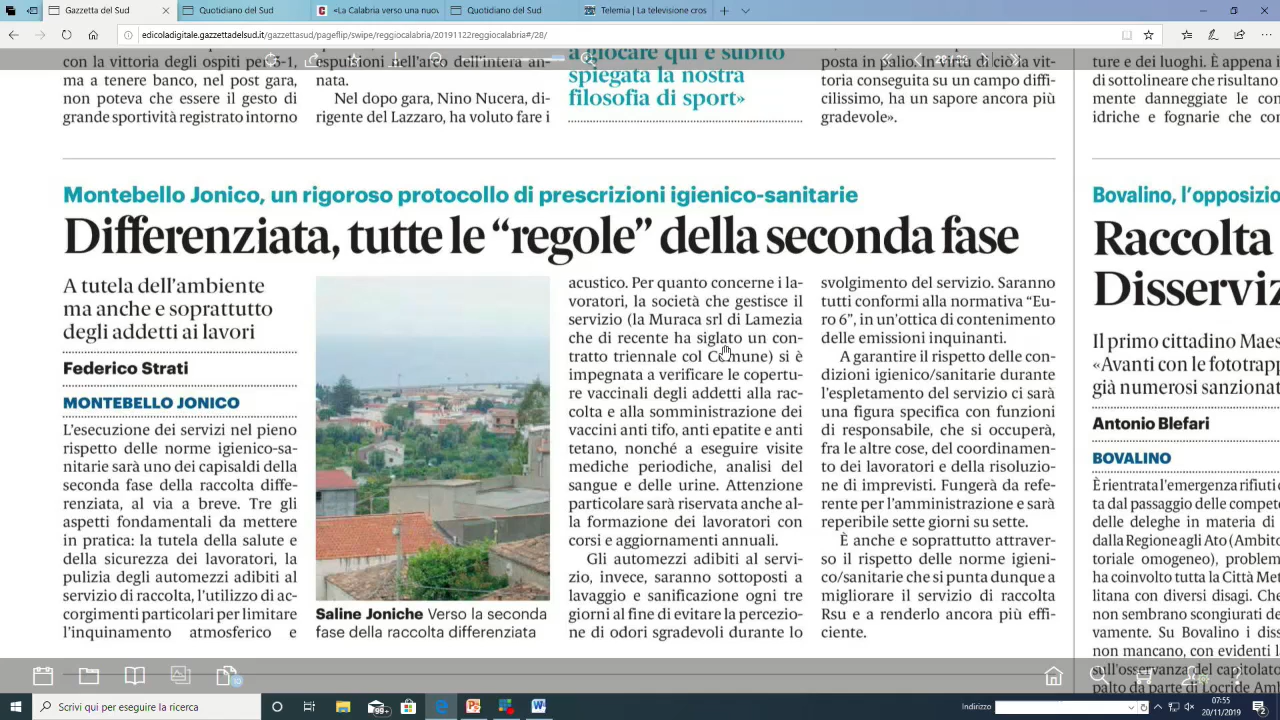 Gazzetta del Sud
Quotidiano del Sud
«La Calabria verso una nuov
Quotidiano del Sud
Telemia | La televisione cros
edicoladigitale.gazzettadelsud.it/gazzettasud/pageflip/swipe/reggiocalabria/20191122reggiocalabria#/28/
con la vittoria degli ospiti per
ma a tenere banco, nel post gara,
non poteva che essere il gesto di
grande sportività registrato intorno
espulsioni nell'arco dell'intera an-
nata.
Nel dopo gara, Nino Nucera, di-
rigente del Lazzaro, ha voluto fare i
a giocare qui è subito
spiegata la nostra
filosofia di sport»
posta in palio. Inutile dire che la vit-
toria conseguita su un campo diffi-
cilissimo, ha un sapore ancora più
gradevole».
ture e dei luoghi. È appena i
di sottolineare che risultano
mente danneggiate le con
idriche e fognarie che con
Montebello Jonico, un rigoroso protocollo di prescrizioni igienico-sanitarie
Differenziata, tutte le “regole” della seconda fase
A tutela dell'ambiente
ma anche e soprattutto
degli addetti ai lavori
Federico Strati
MONTEBELLO JONICO
L'esecuzione dei servizi nel pieno
rispetto delle norme igienico-sa-
nitarie sarà uno dei capisaldi della
seconda fase della raccolta diffe-
renziata, al via a breve. Tre gli
aspetti fondamentali da mettere
in pratica: la tutela della salute e
della sicurezza dei lavoratori, la
pulizia degli automezzi adibiti al
servizio di raccolta, l'utilizzo di ac-
corgimenti particolari per limitare
l'inquinamento atmosferico e
Saline Joniche Verso la seconda
fase della raccolta differenziata
acustico. Per quanto concerne i la-
voratori, la società che gestisce il
servizio (la Muraca srl di Lamezia
che di recente ha siglato un con-
tratto triennale col Comune) si è
impegnata a verificare le copertu-
re vaccinali degli addetti alla rac-
colta e alla somministrazione dei
vaccini anti tifo, anti epatite e anti
tetano, nonché a eseguire visite
mediche periodiche, analisi del
sangue e delle urine. Attenzione
particolare sarà riservata anche al-
la formazione dei lavoratori con
corsi e aggiornamenti annuali.
Gli automezzi adibiti al servi-
zio, invece, saranno sottoposti a
lavaggio e sanificazione ogni tre
giorni al fine di evitare la percezio-
ne di odori sgradevoli durante lo
svolgimento del servizio. Saranno
tutti conformi alla normativa “Eu-
ro 6”, in un'ottica di contenimento
delle emissioni inquinanti.
A garantire il rispetto delle con-
dizioni igienico/sanitarie durante
l'espletamento del servizio ci sarà
una figura specifica con funzioni
di responsabile, che si occuperà,
fra le altre cose, del coordinamen-
to dei lavoratori e della risoluzio-
ne di imprevisti. Fungerà da refe-
rente per l'amministrazione e sarà
reperibile sette giorni su sette.
È anche e soprattutto attraver-
so il rispetto delle norme igieni-
co/sanitarie che si punta dunque a
migliorare il servizio di raccolta
Rsu e a renderlo ancora più effi-
ciente.
Bovalino, l'opposizio
Raccolta
Disserviz
Il primo cittadino Maes
«Avanti con le fototrapp
già numerosi sanzionat
Antonio Blefari
BOVALINO
È rientrata l'emergenza rifiuti c
ta dal passaggio delle compete
delle deleghe in materia di
dalla Regione agli Ato (Ambito
toriale omogeneo), problem
ha coinvolto tutta la Città Met
litana con diversi disagi. Che
non sembrano scongiurati de
vamente. Su Bovalino i diss
non mancano, con evidenti la
sull'osservanza del capitolato
palto da parte di Locride Amb
Scrivi qui per eseguire la ricerca
99+
Indirizzo
07:55
20/11/2019
2